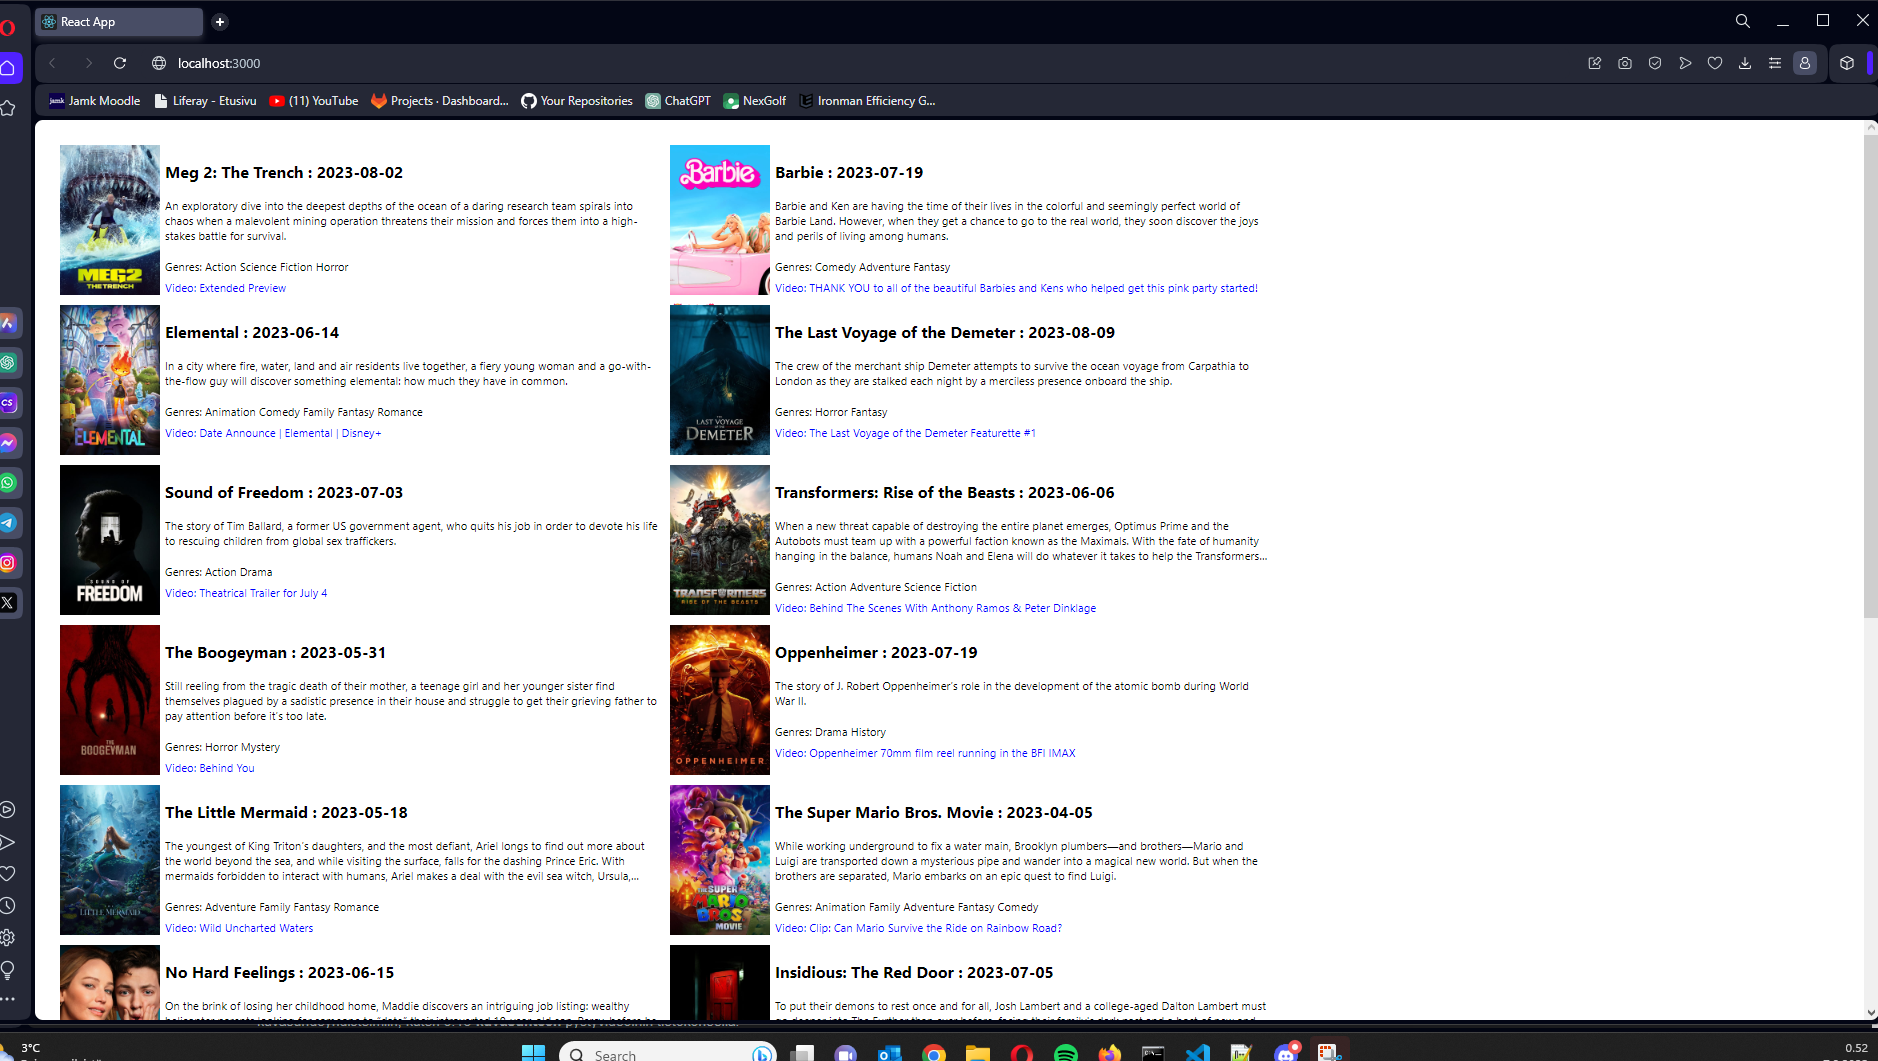 React App
localhost:3000
Jamk Moodle
Liferay - Etusivu
(11) YouTube
Projects · Dashboard...
Your Repositories
ChatGPT
NexGolf
Ironman Efficiency G...
Meg 2: The Trench : 2023-08-02
An exploratory dive into the deepest depths of the ocean of a daring research team spirals into
chaos when a malevolent mining operation threatens their mission and forces them into a high-
stakes battle for survival.
Genres: Action Science Fiction Horror
Video: Extended Preview
MEG2
THE TRENCH
Barbie
Barbie : 2023-07-19
Barbie and Ken are having the time of their lives in the colorful and seemingly perfect world of
Barbie Land. However, when they get a chance to go to the real world, they soon discover the joys
and perils of living among humans.
Genres: Comedy Adventure Fantasy
Video: THANK YOU to all of the beautiful Barbies and Kens who helped get this pink party started!
Elemental : 2023-06-14
In a city where fire, water, land and air residents live together, a fiery young woman and a go-with-
the-flow guy will discover something elemental: how much they have in common.
Genres: Animation Comedy Family Fantasy Romance
Video: Date Announce | Elemental | Disney+
ELEMENTAL
The Last Voyage of the Demeter : 2023-08-09
The crew of the merchant ship Demeter attempts to survive the ocean voyage from Carpathia to
London as they are stalked each night by a merciless presence onboard the ship.
Genres: Horror Fantasy
Video: The Last Voyage of the Demeter Featurette #1
LAST VOYAGE
DEMETER
Sound of Freedom : 2023-07-03
The story of Tim Ballard, a former US government agent, who quits his job in order to devote his life
to rescuing children from global sex traffickers.
Genres: Action Drama
Video: Theatrical Trailer for July 4
SOUND OF
FREEDOM
Transformers: Rise of the Beasts : 2023-06-06
When a new threat capable of destroying the entire planet emerges, Optimus Prime and the
Autobots must team up with a powerful faction known as the Maximals. With the fate of humanity
hanging in the balance, humans Noah and Elena will do whatever it takes to help the Transformers...
Genres: Action Adventure Science Fiction
Video: Behind The Scenes With Anthony Ramos & Peter Dinklage
TRANSFORMERS
RISE OF THE BEASTS
The Boogeyman : 2023-05-31
Still reeling from the tragic death of their mother, a teenage girl and her younger sister find
themselves plagued by a sadistic presence in their house and struggle to get their grieving father to
pay attention before it's too late.
Genres: Horror Mystery
Video: Behind You
THE
BOOGEYMAN
Oppenheimer : 2023-07-19
The story of J. Robert Oppenheimer's role in the development of the atomic bomb during World
War II.
Genres: Drama History
Video: Oppenheimer 70mm film reel running in the BFI IMAX
OPPENHEIMER
The Little Mermaid : 2023-05-18
The youngest of King Triton's daughters, and the most defiant, Ariel longs to find out more about
the world beyond the sea, and while visiting the surface, falls for the dashing Prince Eric. With
mermaids forbidden to interact with humans, Ariel makes a deal with the evil sea witch, Ursula,...
Genres: Adventure Family Fantasy Romance
Video: Wild Uncharted Waters
LITTLE MERMAID
The Super Mario Bros. Movie : 2023-04-05
While working underground to fix a water main, Brooklyn plumbers—and brothers—Mario and
Luigi are transported down a mysterious pipe and wander into a magical new world. But when the
brothers are separated, Mario embarks on an epic quest to find Luigi.
Genres: Animation Family Adventure Fantasy Comedy
Video: Clip: Can Mario Survive the Ride on Rainbow Road?
SUPER
MARIO
BROS
MOVIE
No Hard Feelings : 2023-06-15
On the brink of losing her childhood home, Maddie discovers an intriguing job listing: wealthy
Insidious: The Red Door : 2023-07-05
To put their demons to rest once and for all, Josh Lambert and a college-aged Dalton Lambert must
3°C
Search
0.52